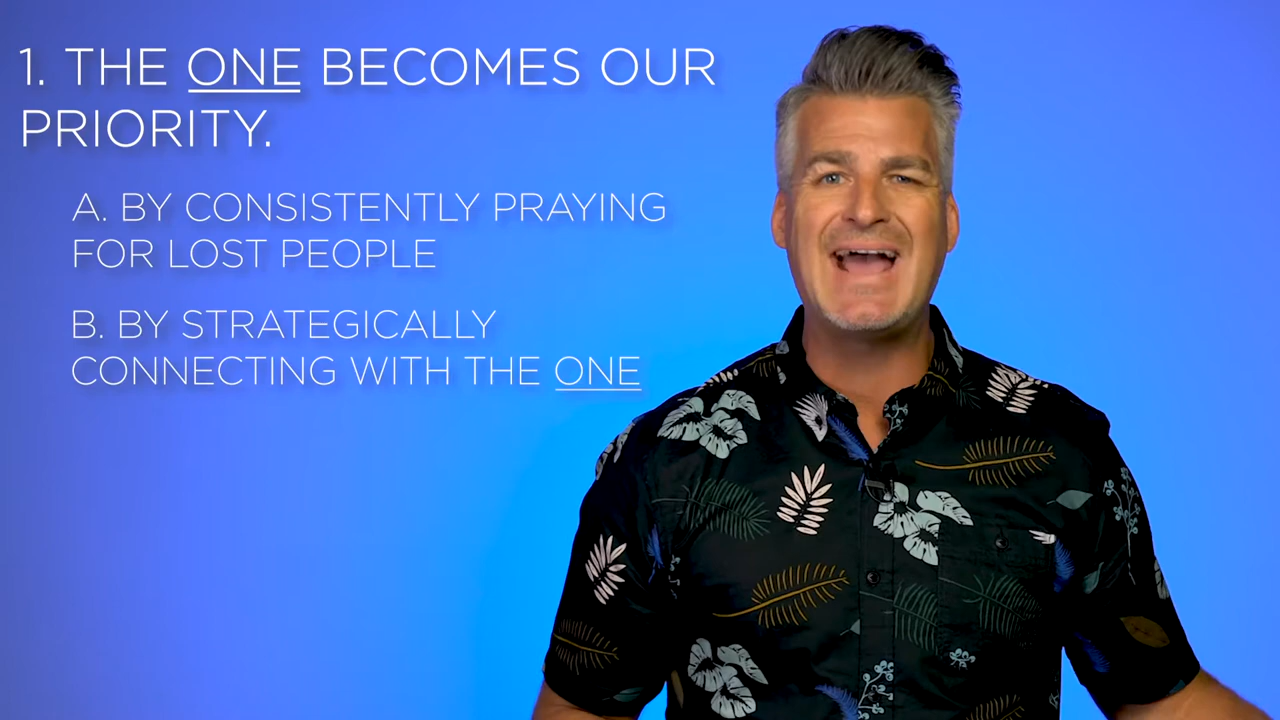 1. THE ONE BECOMES OUR
PRIORITY.
A. BY CONSISTENTLY PRAYING
FOR LOST PEOPLE
B. BY STRATEGICALLY
CONNECTING WITH THE ONE